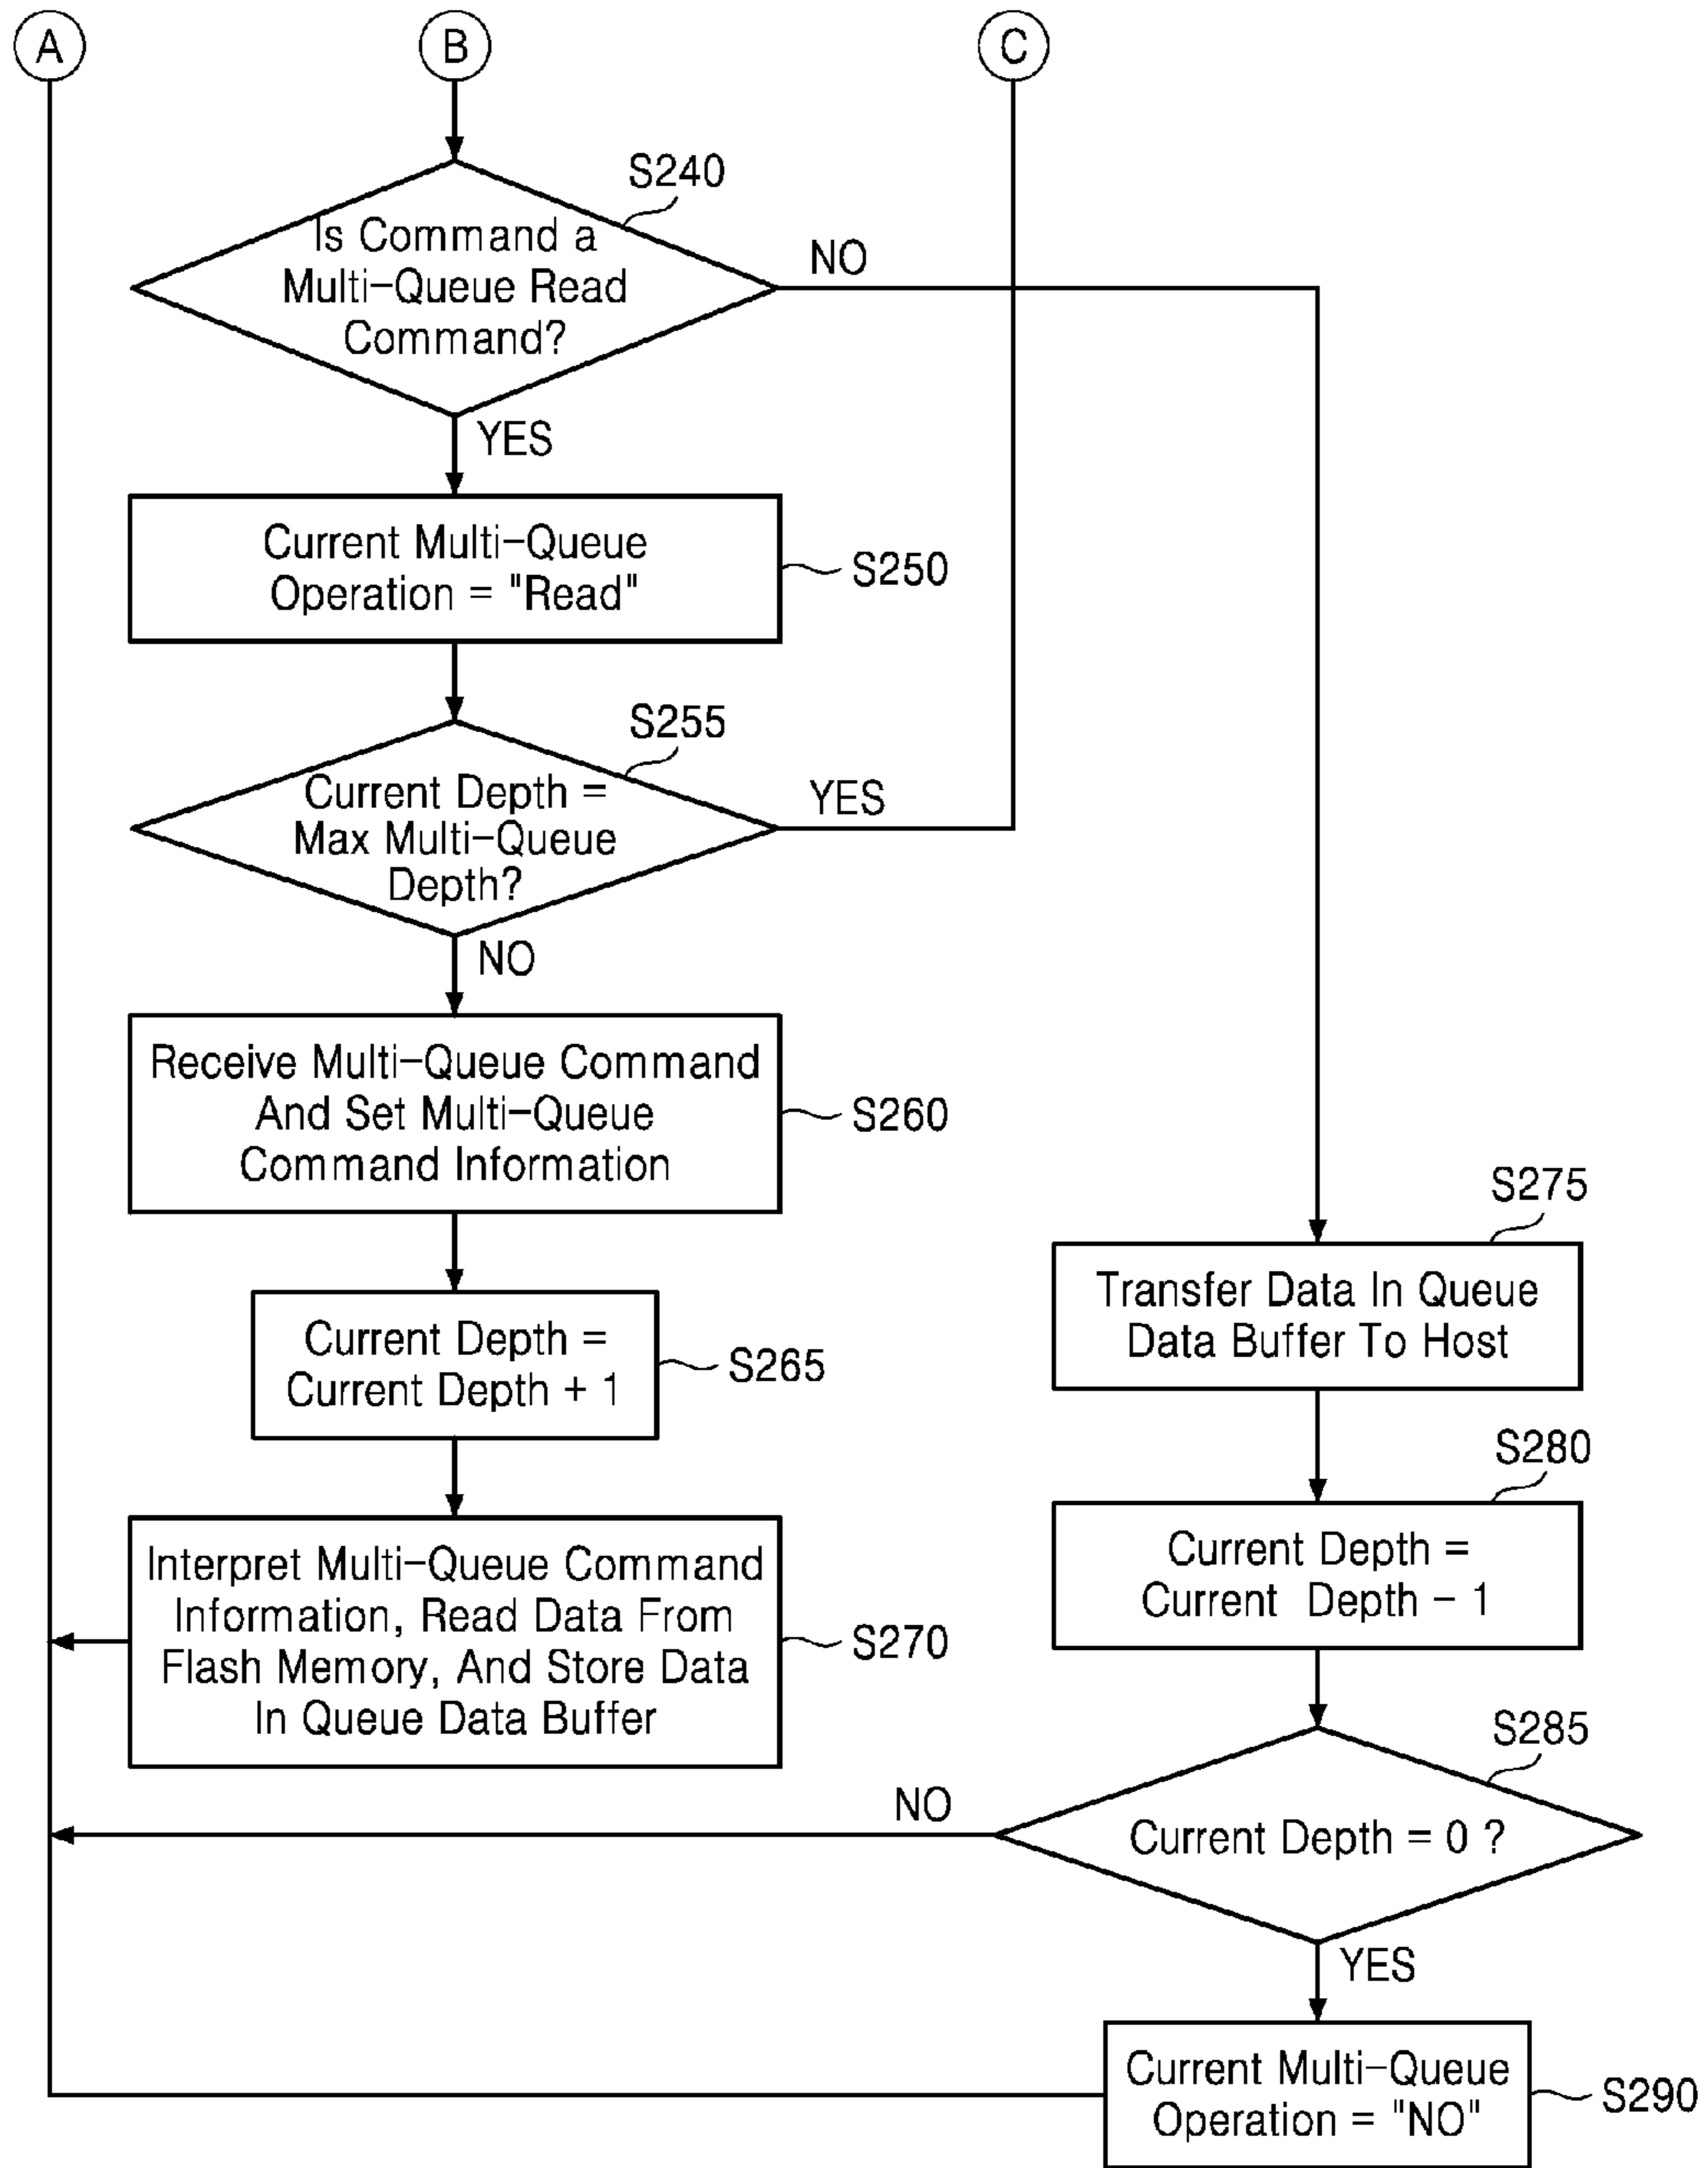 A
B
C
S240
Is Command a
Multi-Queue Read
Command?
NO
YES
Current Multi-Queue
Operation = "Read"
S250
S255
Current Depth =
Max Multi-Queue
Depth?
YES
NO
Receive Multi-Queue Command
And Set Multi-Queue
Command Information
S260
Current Depth =
Current Depth + 1
S265
Interpret Multi-Queue Command
Information, Read Data From
Flash Memory, And Store Data
In Queue Data Buffer
S270
S275
Transfer Data In Queue
Data Buffer To Host
S280
Current Depth =
Current Depth - 1
S285
Current Depth = 0 ?
NO
YES
Current Multi-Queue
Operation = "NO"
S290